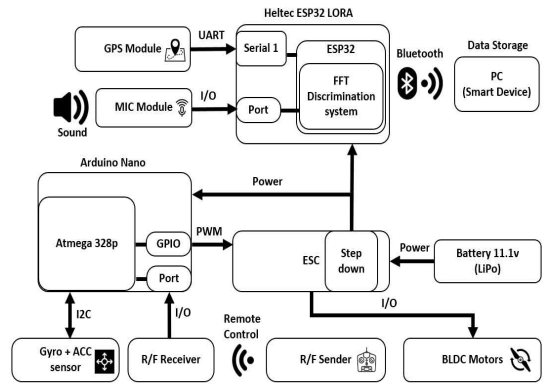 Heltec ESP32 LORA
GPS Module
UART
Serial 1
ESP32
FFT
Discrimination
system
Bluetooth
Data Storage
PC
(Smart Device)
Sound
MIC Module
I/O
Port
Arduino Nano
Power
Atmega 328p
GPIO
Port
PWM
ESC
Step
down
Power
Battery 11.1v
(LiPo)
I2C
I/O
Remote
Control
I/O
Gyro + ACC
sensor
R/F Receiver
R/F Sender
BLDC Motors